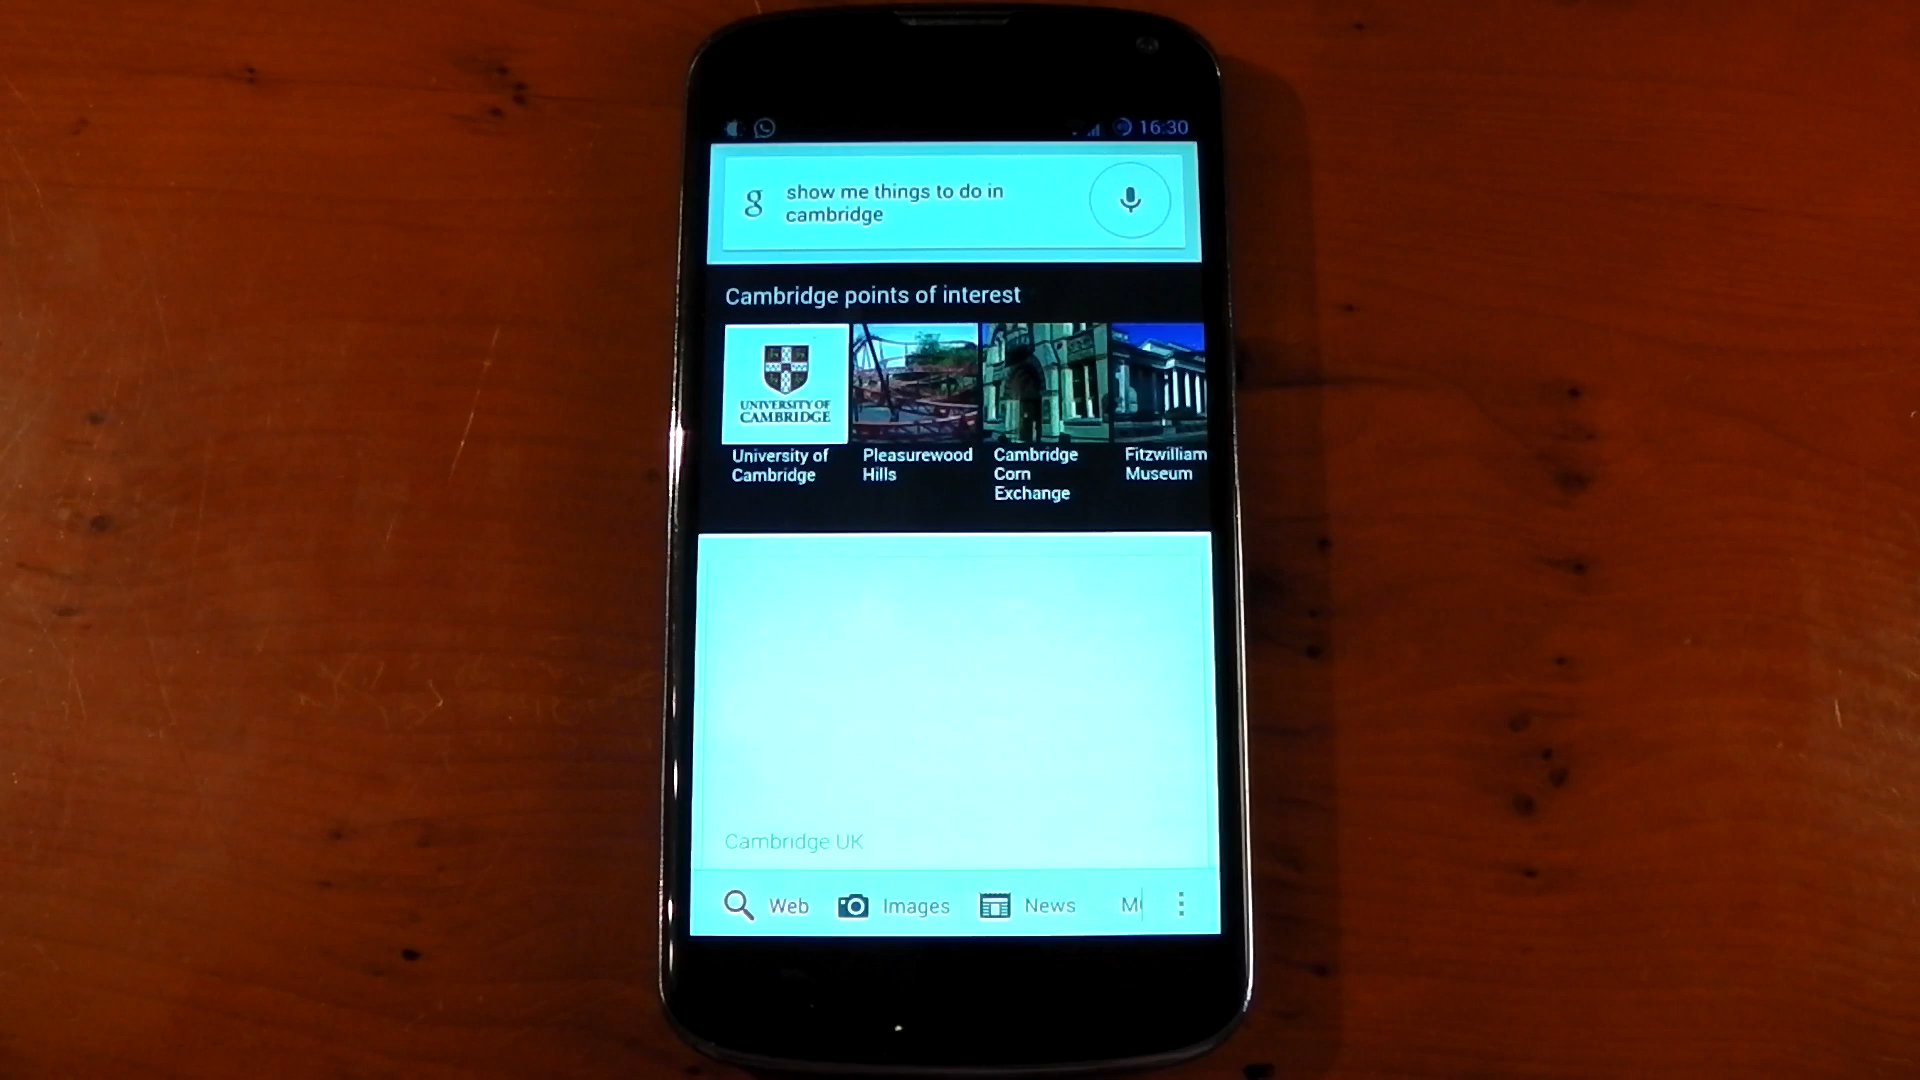 16:30
g show me things to do in
cambridge
Cambridge points of interest
UNIVERSITY OF
CAMBRIDGE
University of
Cambridge
Pleasurewood
Hills
Cambridge
Corn
Exchange
Fitzwilliam
Museum
Cambridge UK
Web Images News